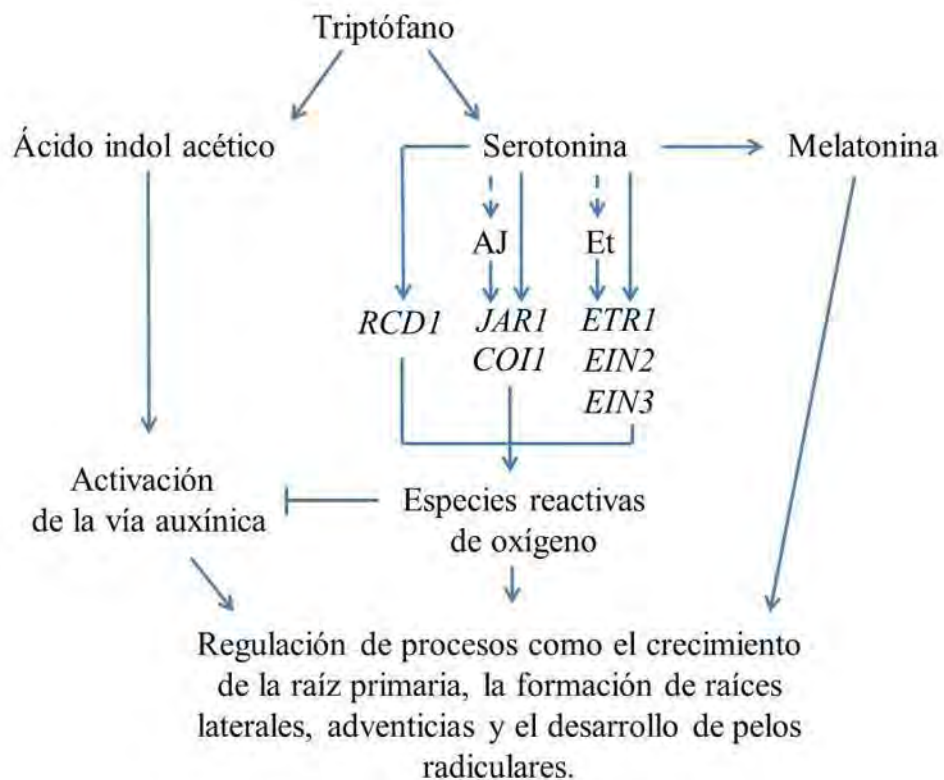 Triptófano
Ácido indol acético
Serotonina
Melatonina
AJ
Et
RCD1
JAR1
ETR1
COI1
EIN2
EIN3
Activación
de la vía auxínica
Especies reactivas
de oxígeno
Regulación de procesos como el crecimiento
de la raíz primaria, la formación de raíces
laterales, adventicias y el desarrollo de pelos
radiculares.